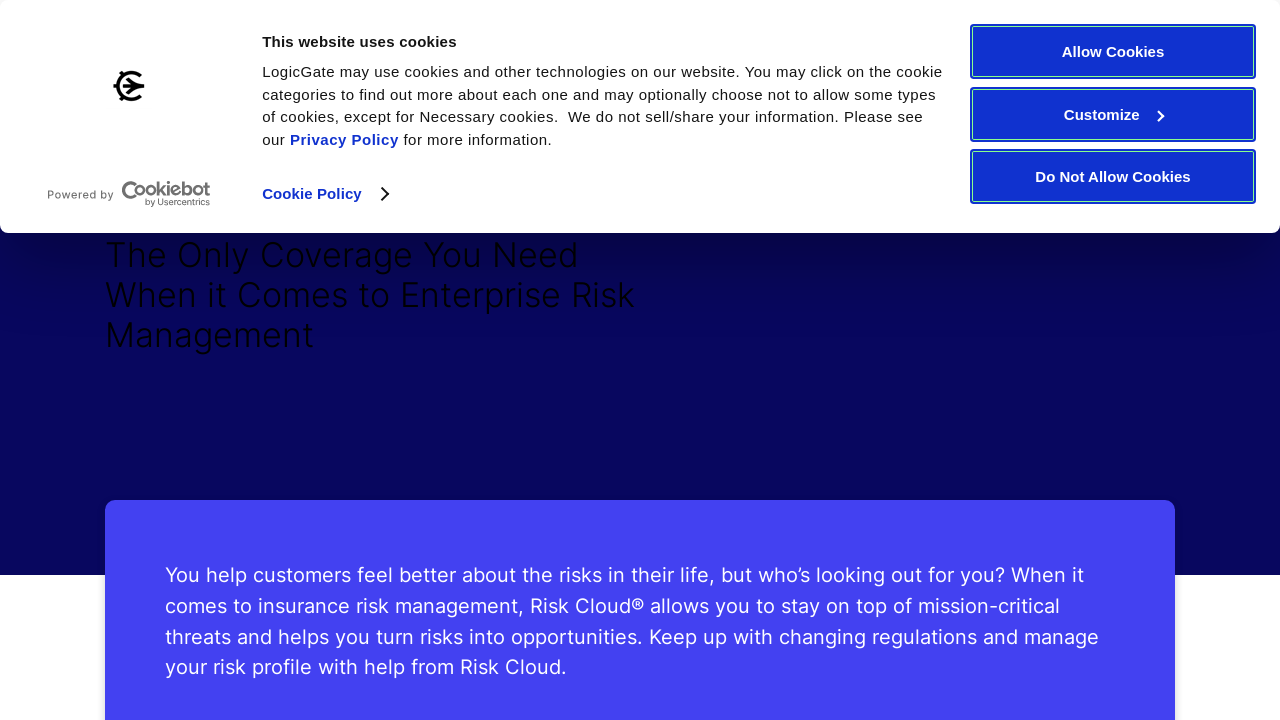 This website uses cookies
LogicGate may use cookies and other technologies on our website. You may click on the cookie
categories to find out more about each one and may optionally choose not to allow some types
of cookies, except for Necessary cookies.  We do not sell/share your information. Please see
our Privacy Policy for more information.
Cookie Policy
Powered by Cookiebot
by Usercentrics
Allow Cookies
Customize
Do Not Allow Cookies
The Only Coverage You Need
When it Comes to Enterprise Risk
Management
You help customers feel better about the risks in their life, but who’s looking out for you? When it
comes to insurance risk management, Risk Cloud® allows you to stay on top of mission-critical
threats and helps you turn risks into opportunities. Keep up with changing regulations and manage
your risk profile with help from Risk Cloud.